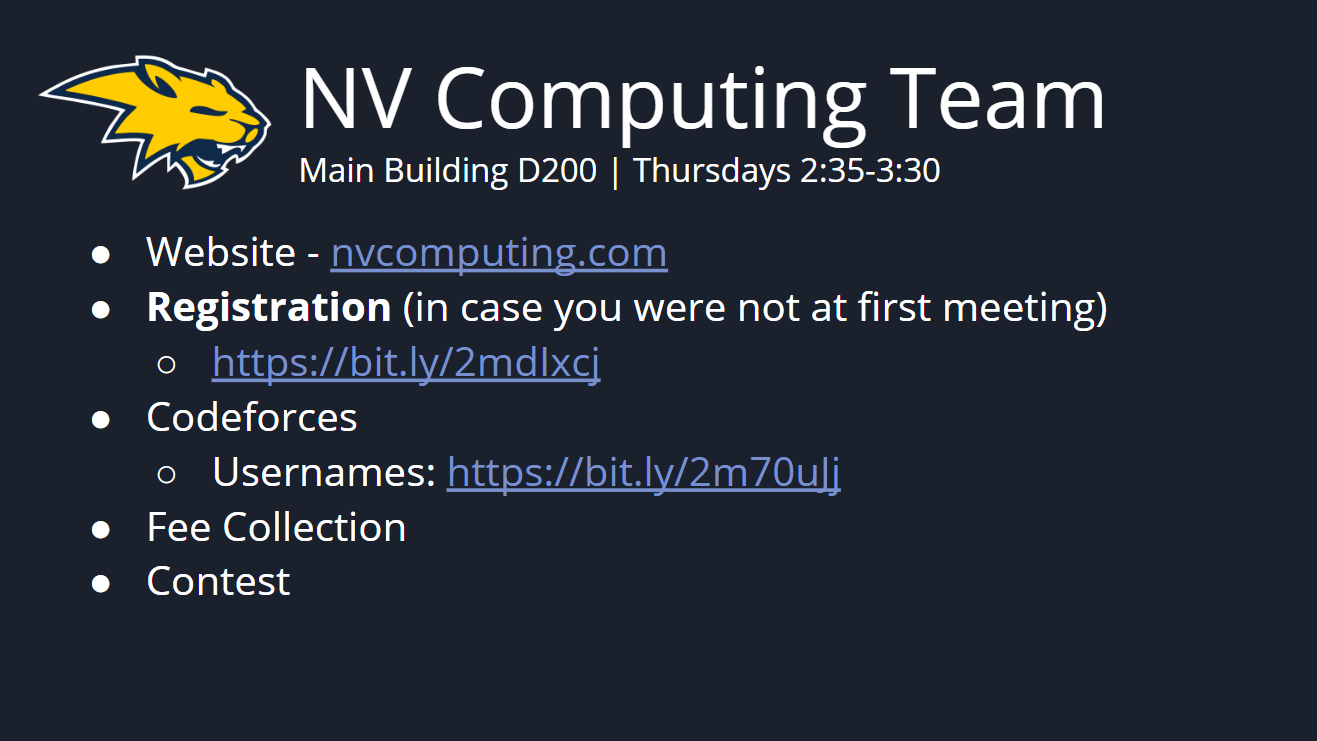 NV Computing Team
Main Building D200 | Thursdays 2:35-3:30
● Website - nvcomputing.com
● Registration (in case you were not at first meeting)
○ https://bit.ly/2mdIxcj
● Codeforces
○ Usernames: https://bit.ly/2m70uJj
● Fee Collection
● Contest